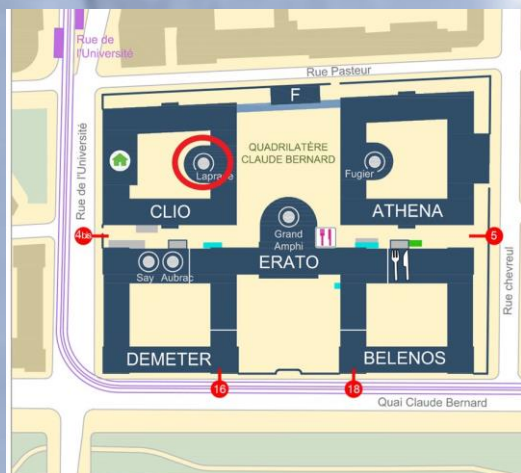 Rue de
l'Université
Rue Pasteur
F
QUADRILATÈRE
CLAUDE BERNARD
Rue de l'Université
Laprade
Fugier
CLIO
ATHENA
4bis
Grand
Amphi
5
Say
Aubrac
ERATO
Rue chevreul
DEMETER
BELENOS
16
18
Quai Claude Bernard